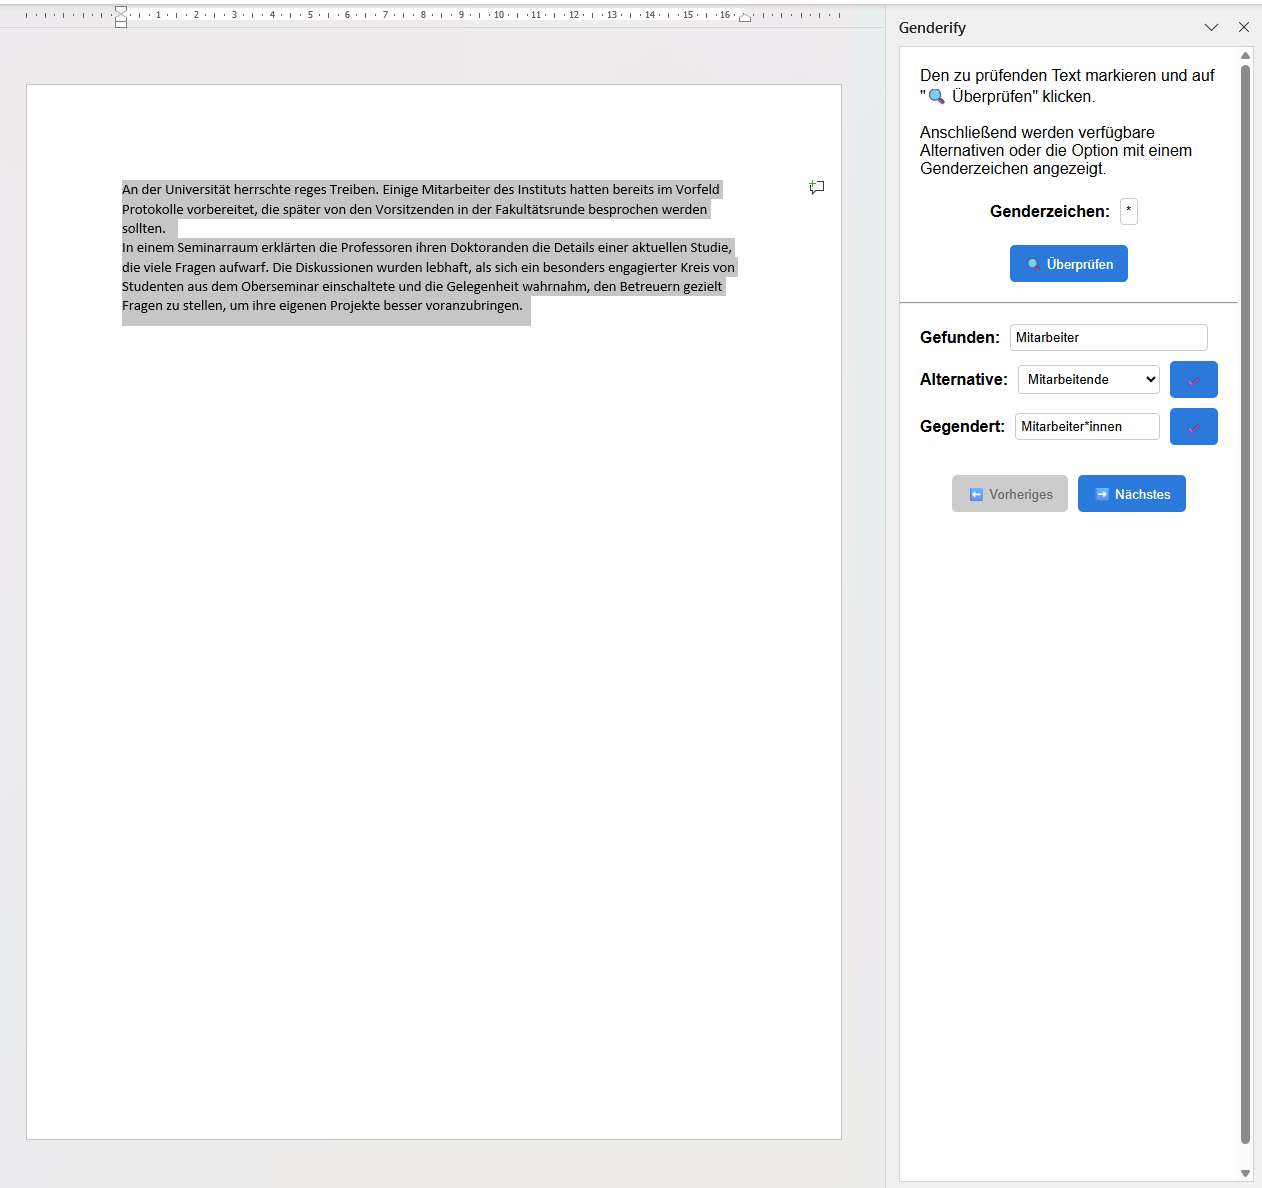 1 2 3 4 5 6 7 8 9 10 11 12 13 14 15 16
An der Universität herrschte reges Treiben. Einige Mitarbeiter des Instituts hatten bereits im Vorfeld
Protokolle vorbereitet, die später von den Vorsitzenden in der Fakultätsrunde besprochen werden
sollten.
In einem Seminarraum erklärten die Professoren ihren Doktoranden die Details einer aktuellen Studie,
die viele Fragen aufwarf. Die Diskussionen wurden lebhaft, als sich ein besonders engagierter Kreis von
Studenten aus dem Oberseminar einschaltete und die Gelegenheit wahrnahm, den Betreuern gezielt
Fragen zu stellen, um ihre eigenen Projekte besser voranzubringen.
Genderify
Den zu prüfenden Text markieren und auf
"🔍 Überprüfen" klicken.
Anschließend werden verfügbare
Alternativen oder die Option mit einem
Genderzeichen angezeigt.
Genderzeichen: *
🔍 Überprüfen
Gefunden: Mitarbeiter
Alternative: Mitarbeitende
Gegendert: Mitarbeiter*innen
⬅️ Vorheriges ➡️ Nächstes